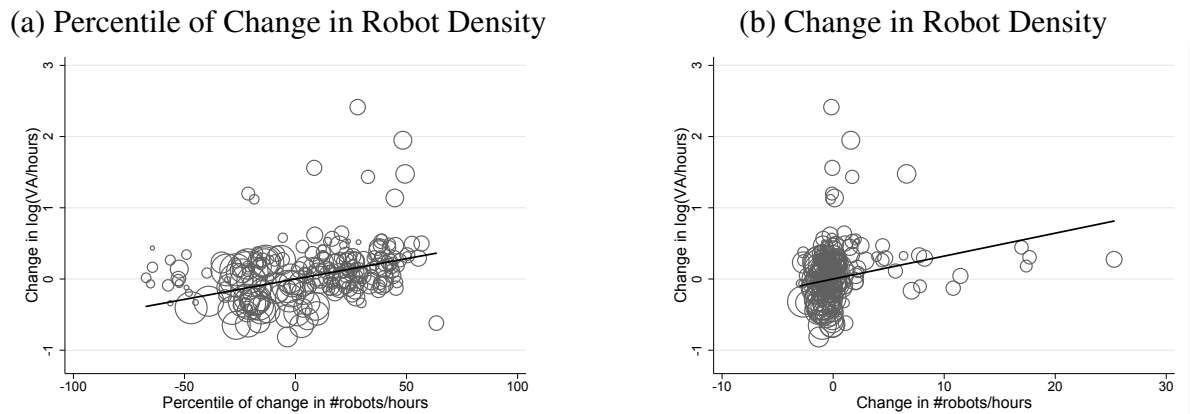 (a) Percentile of Change in Robot Density
3
2
1
0
-1
Change in log(VA/hours)
-100 -50 0 50 100
Percentile of change in #robots/hours
(b) Change in Robot Density
3
2
1
0
-1
Change in log(VA/hours)
-10 0 10 20 30
Change in #robots/hours